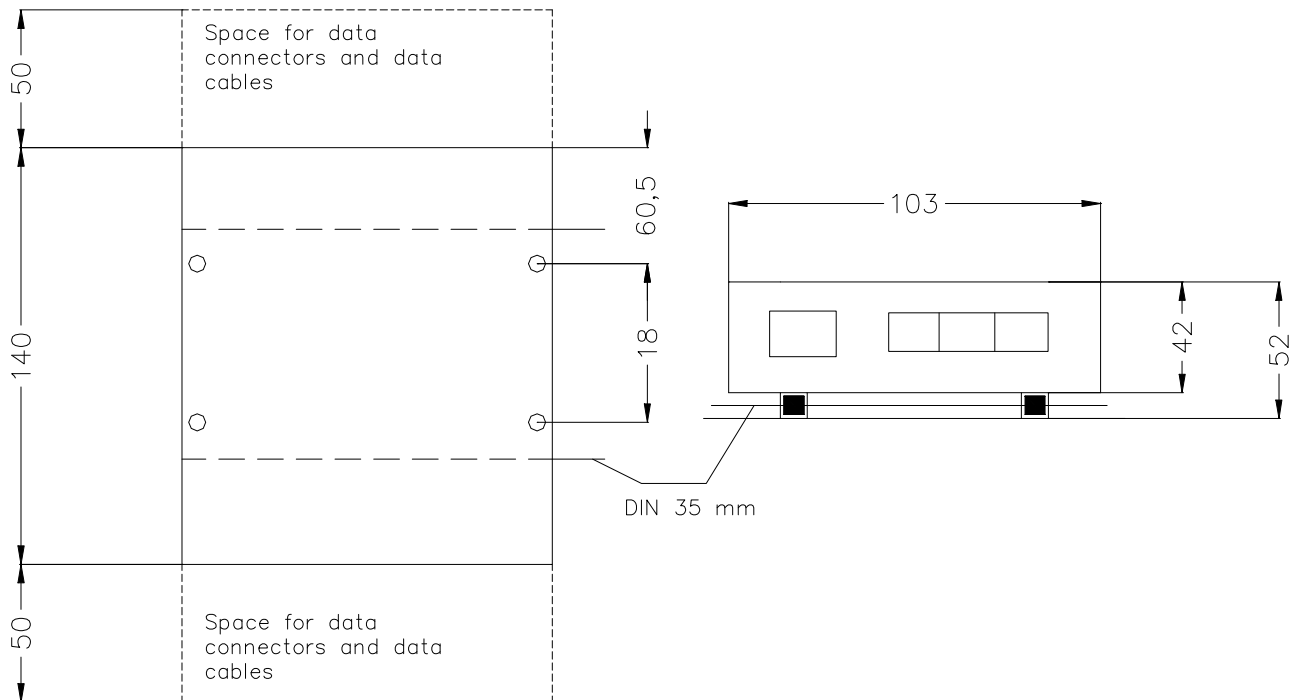 Space for data
connectors and data
cables
50
140
60,5
18
50
103
42
52
DIN 35 mm
Space for data
connectors and data
cables